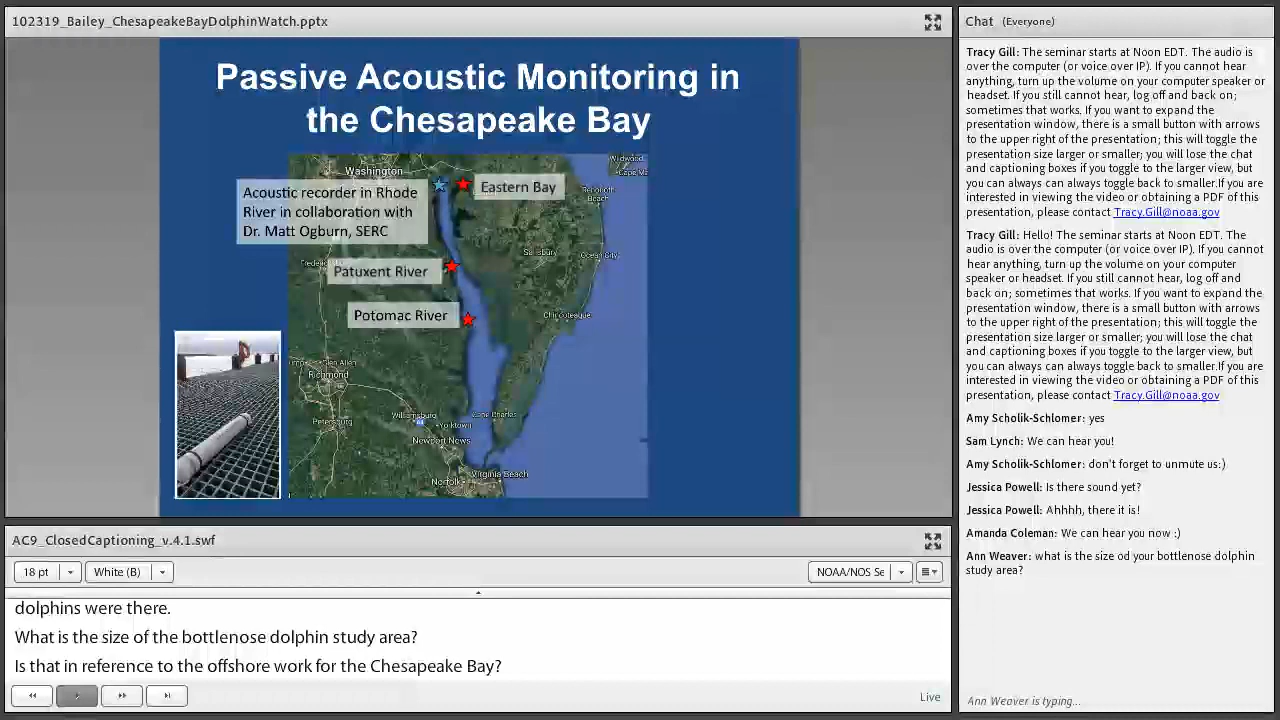 102319_Bailey_ChesapeakeBayDolphinWatch.pptx
Passive Acoustic Monitoring in
the Chesapeake Bay
Washington
Wildwood
Cape Ma
Acoustic recorder in Rhode
River in collaboration with
Dr. Matt Ogburn, SERC
Eastern Bay
Rehoboth
Beach
Salisbury
Ocean City
Frederic
Patuxent River
Potomac River
Chincoteague
Glen Allen
Richmond
Petersburg
Williamsburg
Cape Charles
Yorktown
Newport News
Virginia Beach
Norfolk
AC9_ClosedCaptioning_v.4.1.swf
18 pt
White (B)
NOAA/NOS Se
dolphins were there.
What is the size of the bottlenose dolphin study area?
Is that in reference to the offshore work for the Chesapeake Bay?
Live
Chat (Everyone)
Tracy Gill: The seminar starts at Noon EDT. The audio is
over the computer (or voice over IP). If you cannot hear
anything, turn up the volume on your computer speaker or
headset. If you still cannot hear, log off and back on;
sometimes that works. If you want to expand the
presentation window, there is a small button with arrows
to the upper right of the presentation; this will toggle the
presentation size larger or smaller; you will lose the chat
and captioning boxes if you toggle to the larger view, but
you can always can always toggle back to smaller.If you are
interested in viewing the video or obtaining a PDF of this
presentation, please contact Tracy.Gill@noaa.gov
Tracy Gill: Hello! The seminar starts at Noon EDT. The
audio is over the computer (or voice over IP). If you cannot
hear anything, turn up the volume on your computer
speaker or headset. If you still cannot hear, log off and
back on; sometimes that works. If you want to expand the
presentation window, there is a small button with arrows
to the upper right of the presentation; this will toggle the
presentation size larger or smaller; you will lose the chat
and captioning boxes if you toggle to the larger view, but
you can always can always toggle back to smaller.If you are
interested in viewing the video or obtaining a PDF of this
presentation, please contact Tracy.Gill@noaa.gov
Amy Scholik-Schlomer: yes
Sam Lynch: We can hear you!
Amy Scholik-Schlomer: don't forget to unmute us:)
Jessica Powell: Is there sound yet?
Jessica Powell: Ahhhh, there it is!
Amanda Coleman: We can hear you now :)
Ann Weaver: what is the size od your bottlenose dolphin
study area?
Ann Weaver is typing...